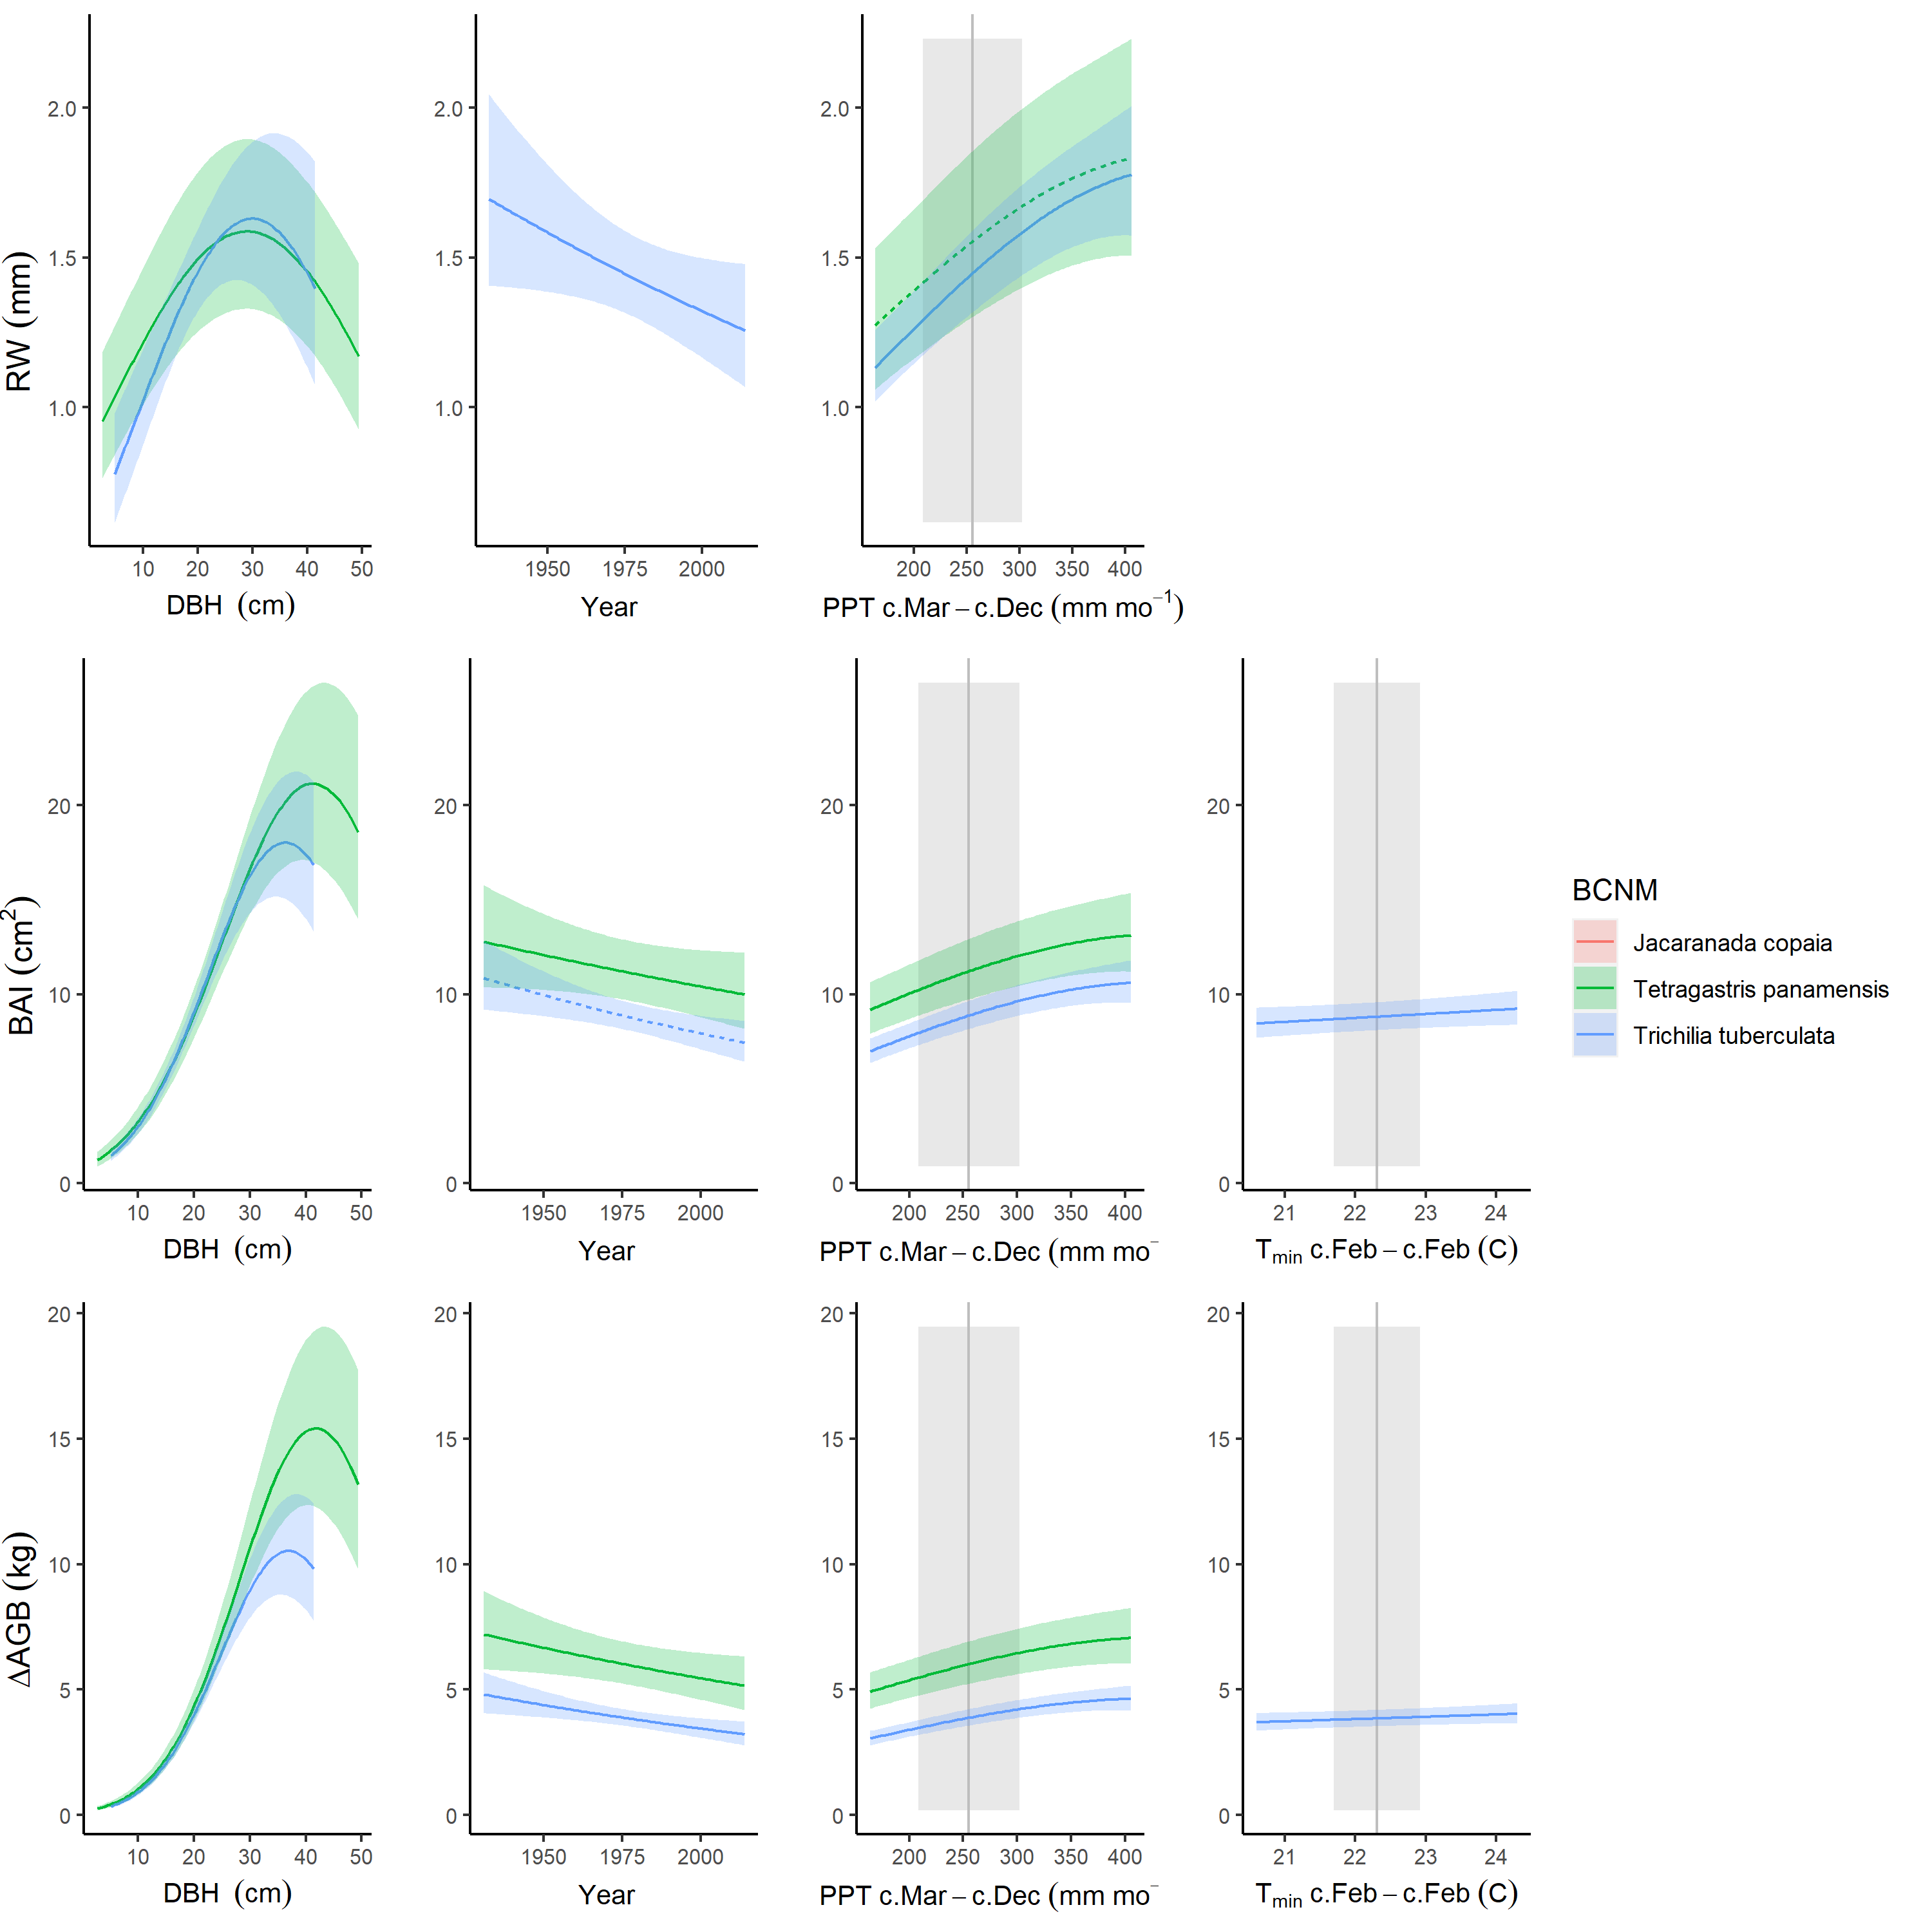 RW (mm)
2.0
1.5
1.0
10 20 30 40 50
DBH (cm)
2.0
1.5
1.0
1950 1975 2000
Year
2.0
1.5
1.0
200 250 300 350 400
PPT c.Mar – c.Dec (mm mo⁻¹)
BAI (cm²)
20
10
0
10 20 30 40 50
DBH (cm)
20
10
0
1950 1975 2000
Year
20
10
0
200 250 300 350 400
PPT c.Mar – c.Dec (mm mo⁻
20
10
0
21 22 23 24
Tmin c.Feb – c.Feb (C)
BCNM
Jacaranada copaia
Tetragastris panamensis
Trichilia tuberculata
ΔAGB (kg)
20
15
10
5
0
10 20 30 40 50
DBH (cm)
20
15
10
5
0
1950 1975 2000
Year
20
15
10
5
0
200 250 300 350 400
PPT c.Mar – c.Dec (mm mo⁻
20
15
10
5
0
21 22 23 24
Tmin c.Feb – c.Feb (C)